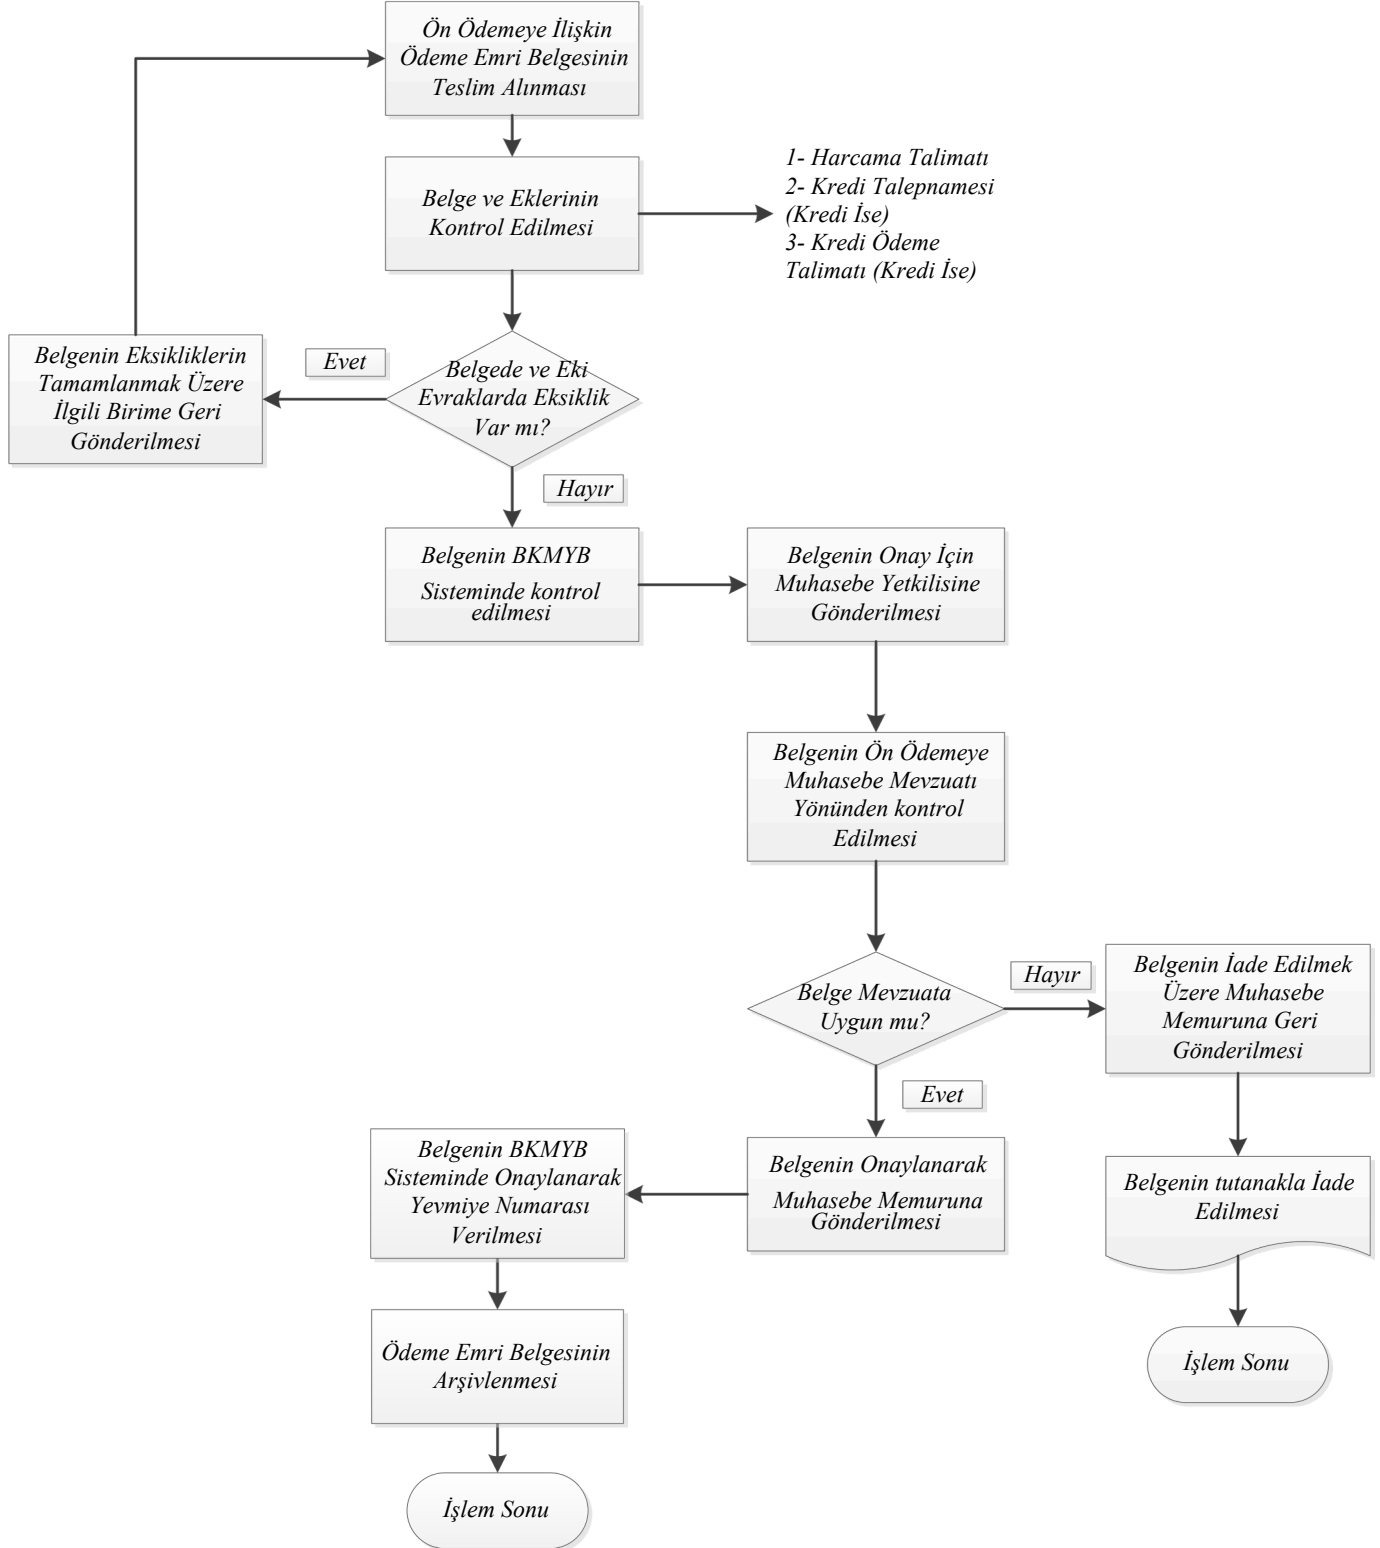 Ön Ödemeye İlişkin
Ödeme Emri Belgesinin
Teslim Alınması
Belge ve Eklerinin
Kontrol Edilmesi
1- Harcama Talimatı
2- Kredi Talepnamesi
(Kredi İse)
3- Kredi Ödeme
Talimatı (Kredi İse)
Belgenin Eksikliklerin
Tamamlanmak Üzere
İlgili Birime Geri
Gönderilmesi
Evet
Belgede ve Eki
Evraklarda Eksiklik
Var mı?
Hayır
Belgenin BKMYB
Sisteminde kontrol
edilmesi
Belgenin Onay İçin
Muhasebe Yetkilisine
Gönderilmesi
Belgenin Ön Ödemeye
Muhasebe Mevzuatı
Yönünden kontrol
Edilmesi
Belge Mevzuata
Uygun mu?
Hayır
Belgenin İade Edilmek
Üzere Muhasebe
Memuruna Geri
Gönderilmesi
Evet
Belgenin BKMYB
Sisteminde Onaylanarak
Yevmiye Numarası
Verilmesi
Belgenin Onaylanarak
Muhasebe Memuruna
Gönderilmesi
Belgenin tutanakla İade
Edilmesi
Ödeme Emri Belgesinin
Arşivlenmesi
İşlem Sonu
İşlem Sonu